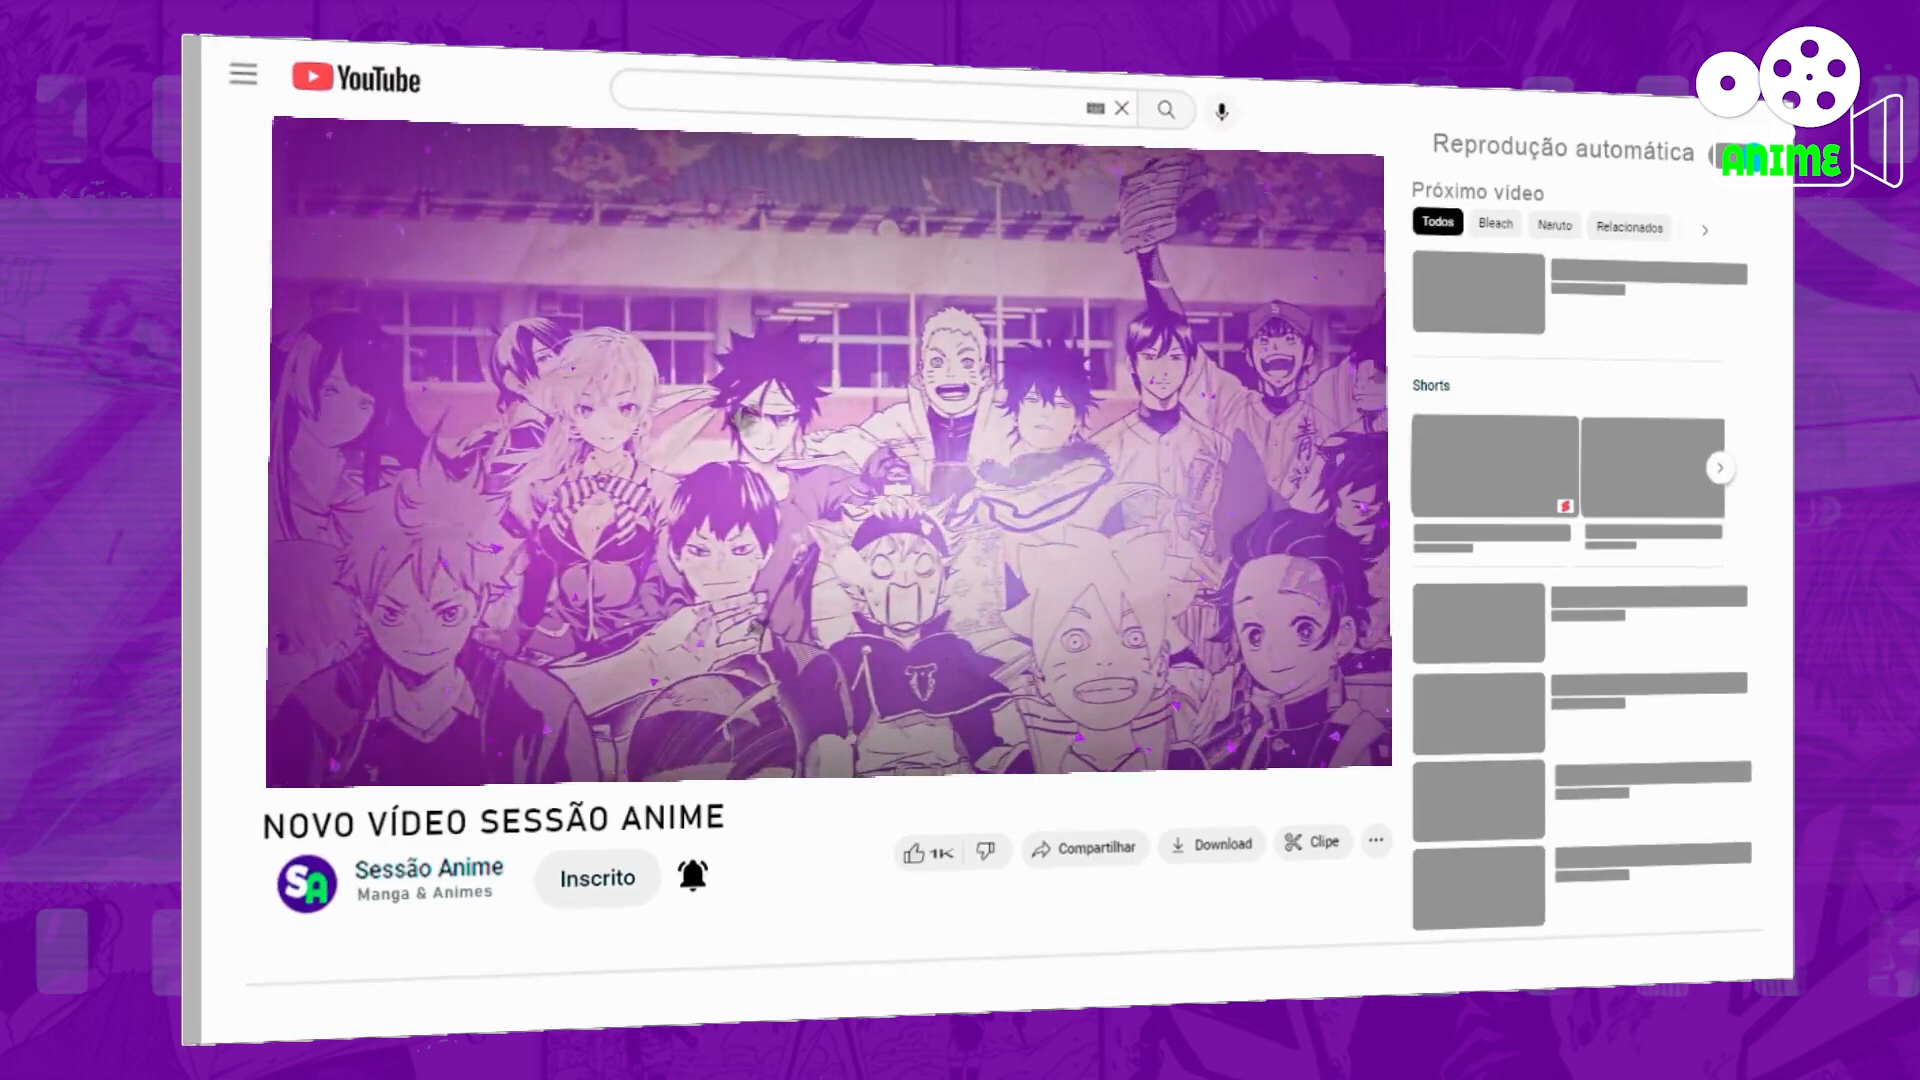 YouTube
Reprodução automática
ANIME
Próximo vídeo
Todos
Bleach
Naruto
Relacionados
Shorts
NOVO VÍDEO SESSÃO ANIME
SA
Sessão Anime
Manga & Animes
Inscrito
1K
Compartilhar
Download
Clipe